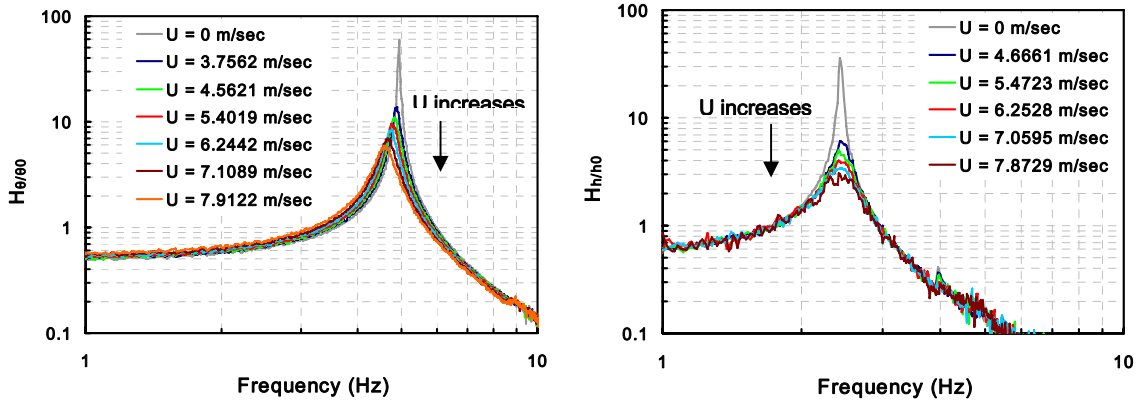 100
10
1
0.1
Hθ/θ0
U = 0 m/sec
U = 3.7562 m/sec
U = 4.5621 m/sec
U = 5.4019 m/sec
U = 6.2442 m/sec
U = 7.1089 m/sec
U = 7.9122 m/sec
U increases
1
10
Frequency (Hz)
100
10
1
0.1
Hh/h0
U = 0 m/sec
U = 4.6661 m/sec
U = 5.4723 m/sec
U = 6.2528 m/sec
U = 7.0595 m/sec
U = 7.8729 m/sec
U increases
1
10
Frequency (Hz)